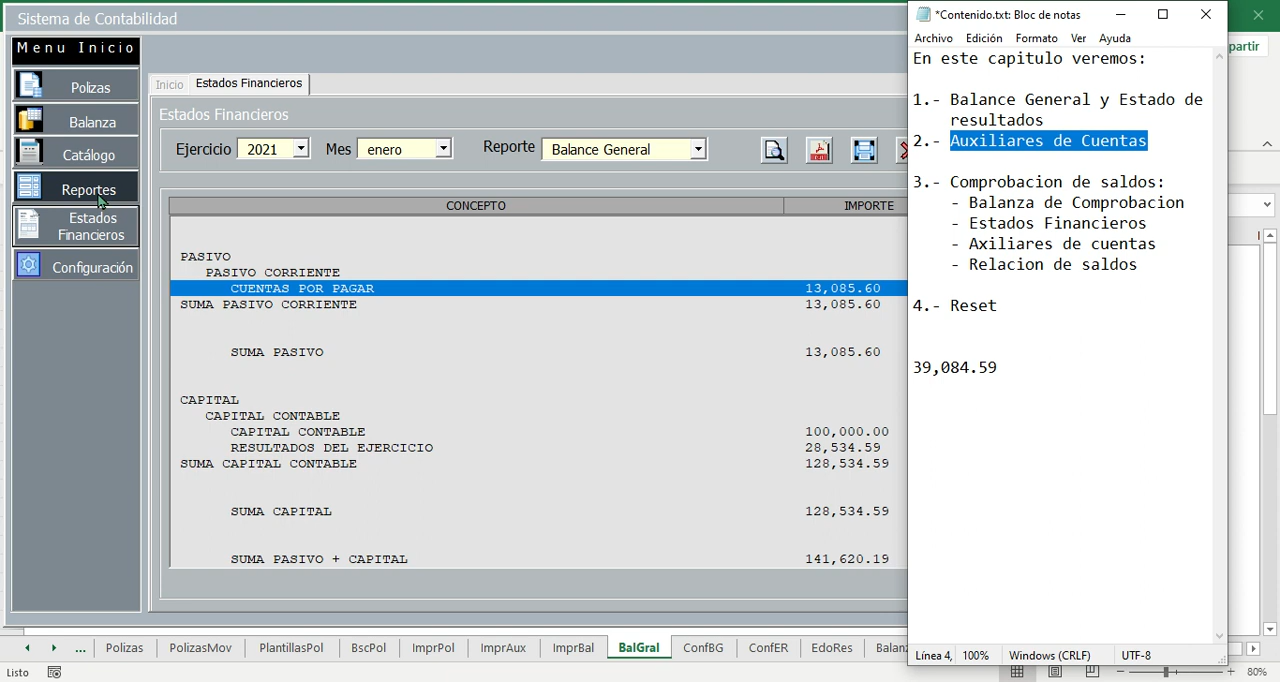 Sistema de Contabilidad
Menu Inicio
Polizas
Balanza
Catálogo
Reportes
Estados
Financieros
Configuración
Inicio
Estados Financieros
Estados Financieros
Ejercicio 2021 Mes enero Reporte Balance General
CONCEPTO IMPORTE
PASIVO
PASIVO CORRIENTE
CUENTAS POR PAGAR 13,085.60
SUMA PASIVO CORRIENTE 13,085.60
SUMA PASIVO 13,085.60
CAPITAL
CAPITAL CONTABLE
CAPITAL CONTABLE 100,000.00
RESULTADOS DEL EJERCICIO 28,534.59
SUMA CAPITAL CONTABLE 128,534.59
SUMA CAPITAL 128,534.59
SUMA PASIVO + CAPITAL 141,620.19
*Contenido.txt: Bloc de notas
Archivo Edición Formato Ver Ayuda
En este capitulo veremos:
1.- Balance General y Estado de
resultados
2.- Auxiliares de Cuentas
3.- Comprobacion de saldos:
- Balanza de Comprobacion
- Estados Financieros
- Axiliares de cuentas
- Relacion de saldos
4.- Reset
39,084.59
Línea 4, 100% Windows (CRLF) UTF-8
partir
... Polizas PolizasMov PlantillasPol BscPol ImprPol ImprAux ImprBal BalGral ConfBG ConfER EdoRes Balan
Listo
80%